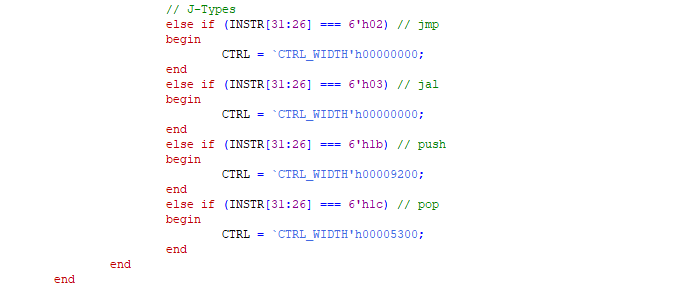 // J-Types
else if (INSTR[31:26] === 6'h02) // jmp
begin
CTRL = `CTRL_WIDTH'h00000000;
end
else if (INSTR[31:26] === 6'h03) // jal
begin
CTRL = `CTRL_WIDTH'h00000000;
end
else if (INSTR[31:26] === 6'h1b) // push
begin
CTRL = `CTRL_WIDTH'h00009200;
end
else if (INSTR[31:26] === 6'h1c) // pop
begin
CTRL = `CTRL_WIDTH'h00005300;
end
end
end